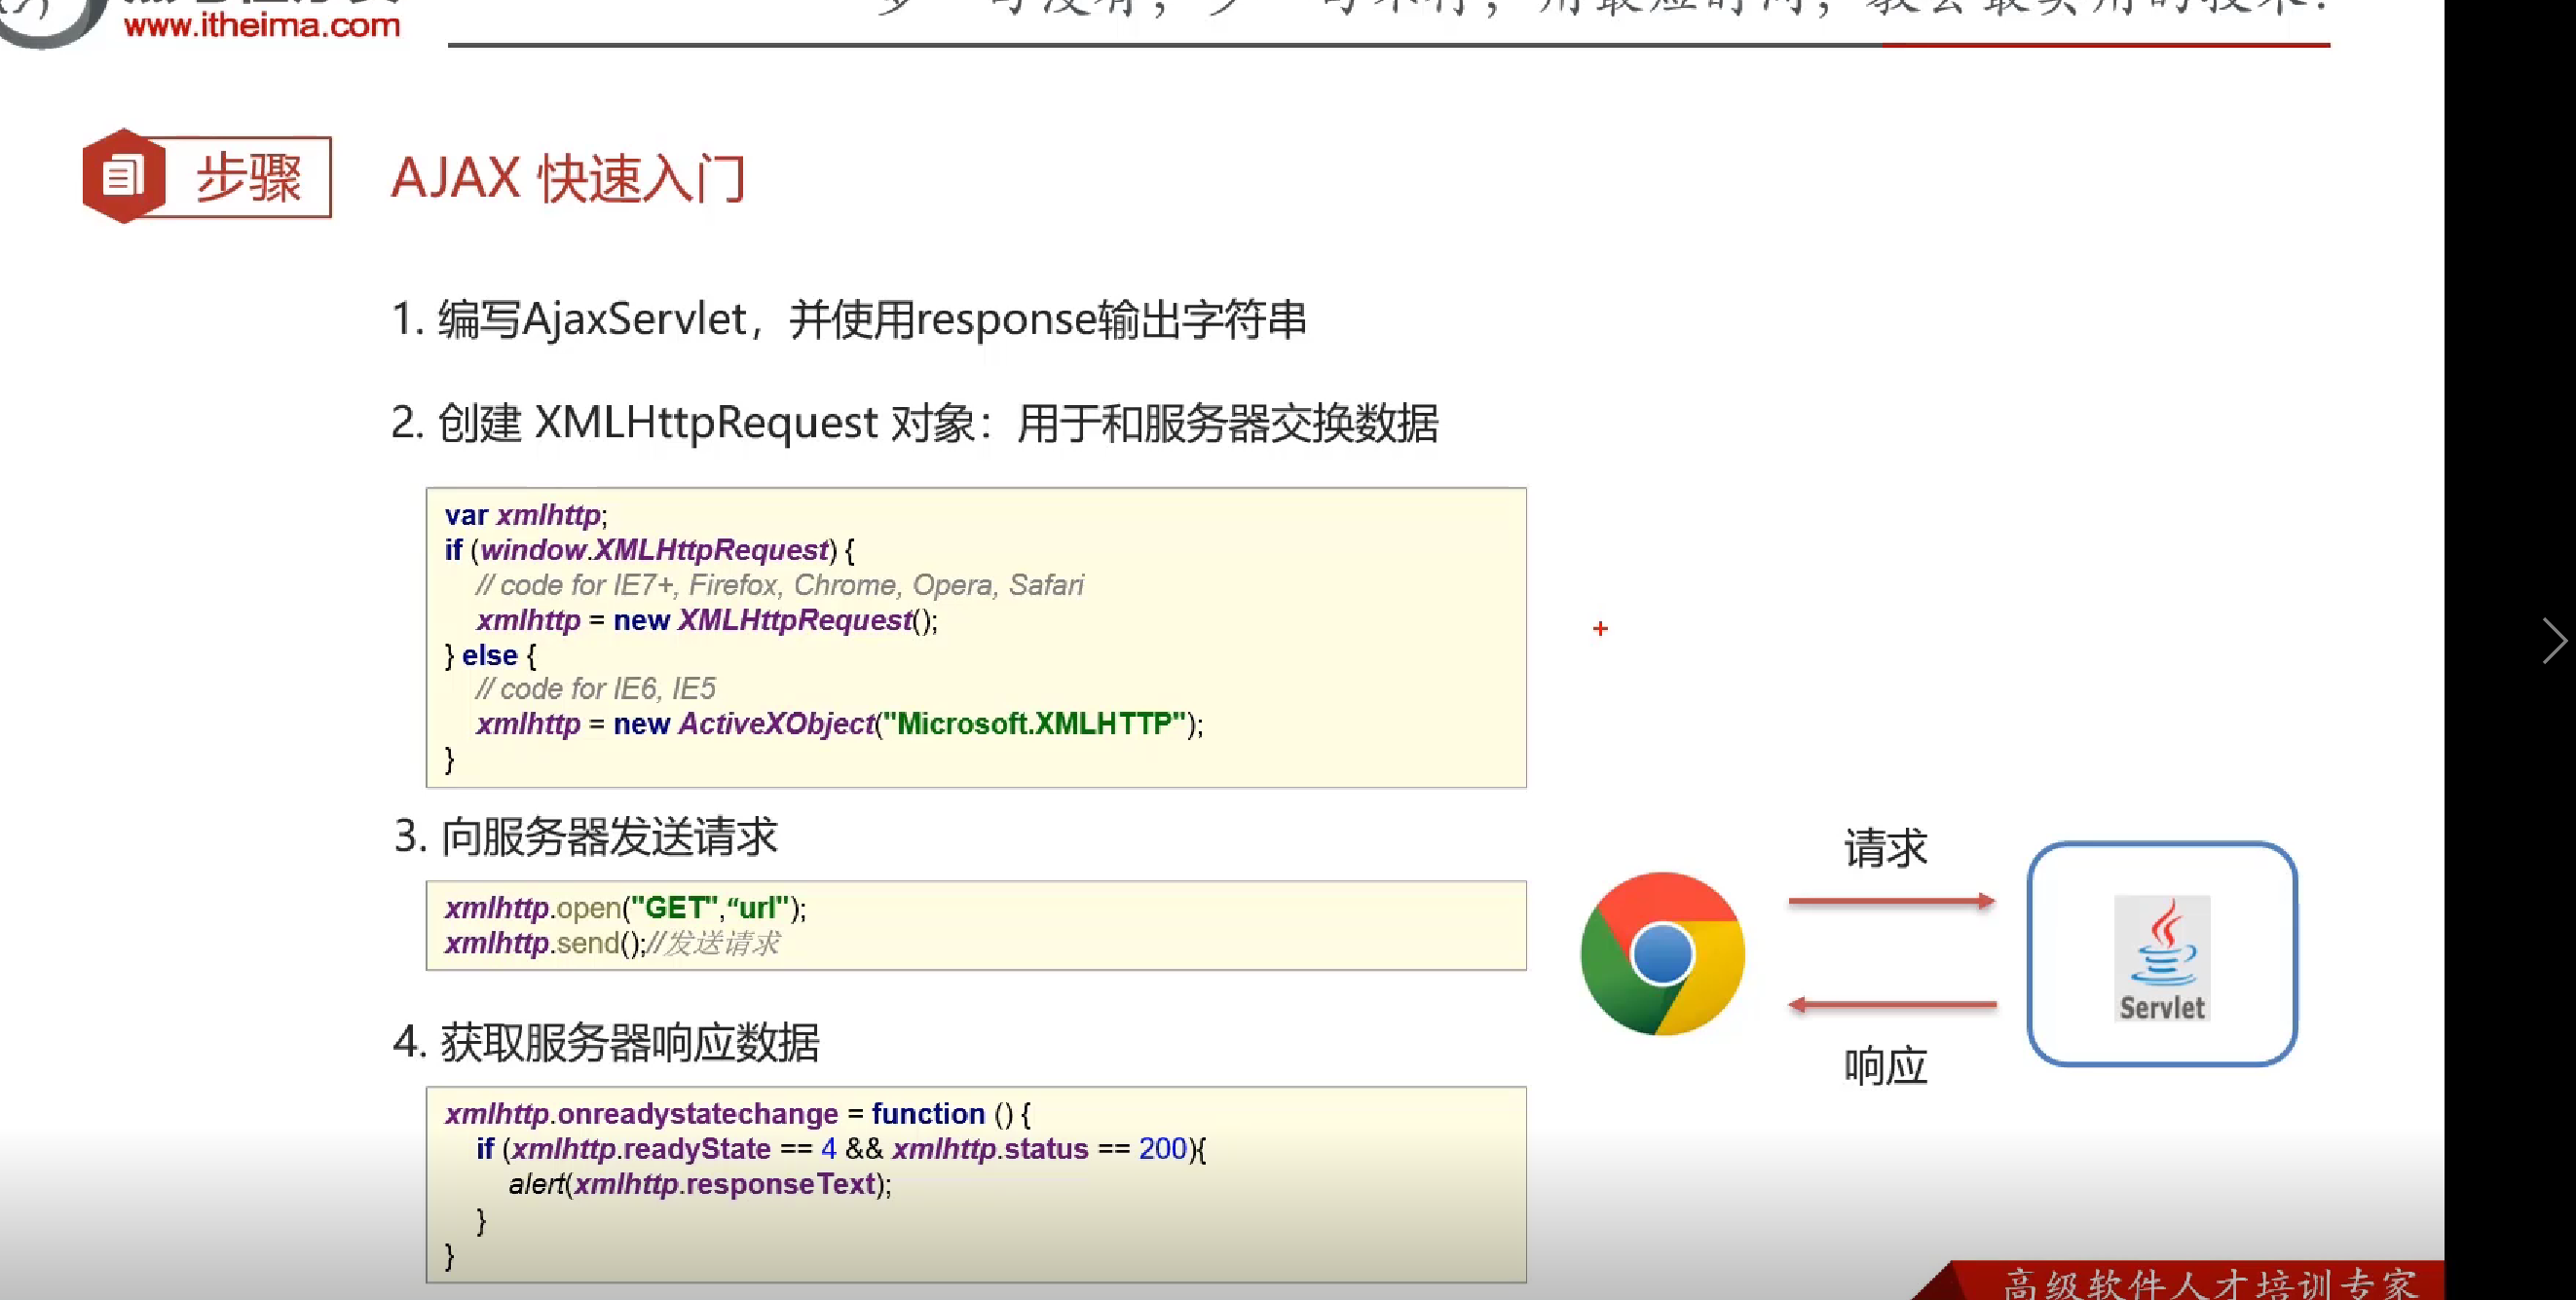 www.itheima.com
步骤
AJAX 快速入门
1. 编写AjaxServlet，并使用response输出字符串
2. 创建 XMLHttpRequest 对象：用于和服务器交换数据
var xmlhttp;
if (window.XMLHttpRequest) {
// code for IE7+, Firefox, Chrome, Opera, Safari
xmlhttp = new XMLHttpRequest();
} else {
// code for IE6, IE5
xmlhttp = new ActiveXObject("Microsoft.XMLHTTP");
}
3. 向服务器发送请求
xmlhttp.open("GET",“url");
xmlhttp.send();//发送请求
4. 获取服务器响应数据
xmlhttp.onreadystatechange = function () {
if (xmlhttp.readyState == 4 && xmlhttp.status == 200){
alert(xmlhttp.responseText);
}
}
请求
Servlet
响应
高级软件人才培训专家